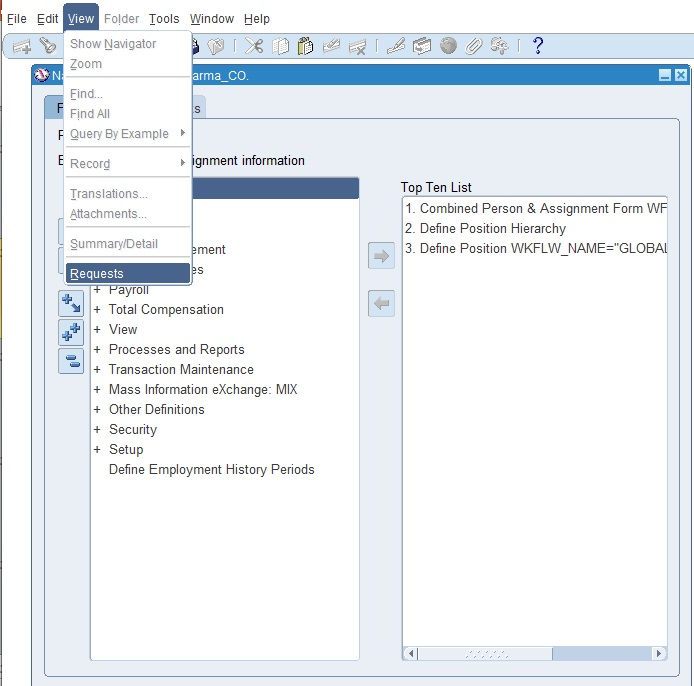 File Edit View Folder Tools Window Help
Show Navigator
Zoom
Find...
Find All
Query By Example
Record
Translations...
Attachments...
Summary/Detail
Requests
?
arma_CO.
ignment information
Top Ten List
1. Combined Person & Assignment Form WF
2. Define Position Hierarchy
3. Define Position WKFLW_NAME="GLOBAL
+ Payroll
+ Total Compensation
+ View
+ Processes and Reports
+ Transaction Maintenance
+ Mass Information eXchange: MIX
+ Other Definitions
+ Security
+ Setup
Define Employment History Periods